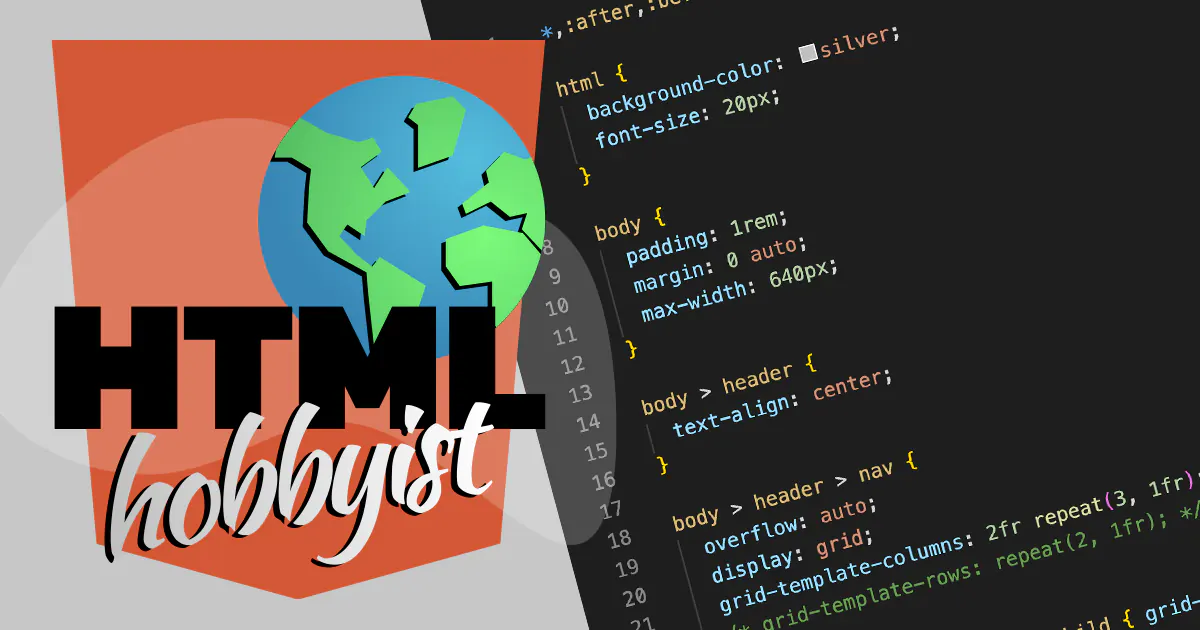 HTML
hobbyist
*,:after,:be
html {
background-color: silver;
font-size: 20px;
}
body {
padding: 1rem;
8
margin: 0 auto;
9
max-width: 640px;
10
11
}
12
body > header {
13
text-align: center;
14
15
}
16
17
body > header > nav {
18
overflow: auto;
19
display: grid;
20
grid-template-columns: 2fr repeat(3, 1fr);
21
/* grid-template-rows: repeat(2, 1fr); */
{ grid-